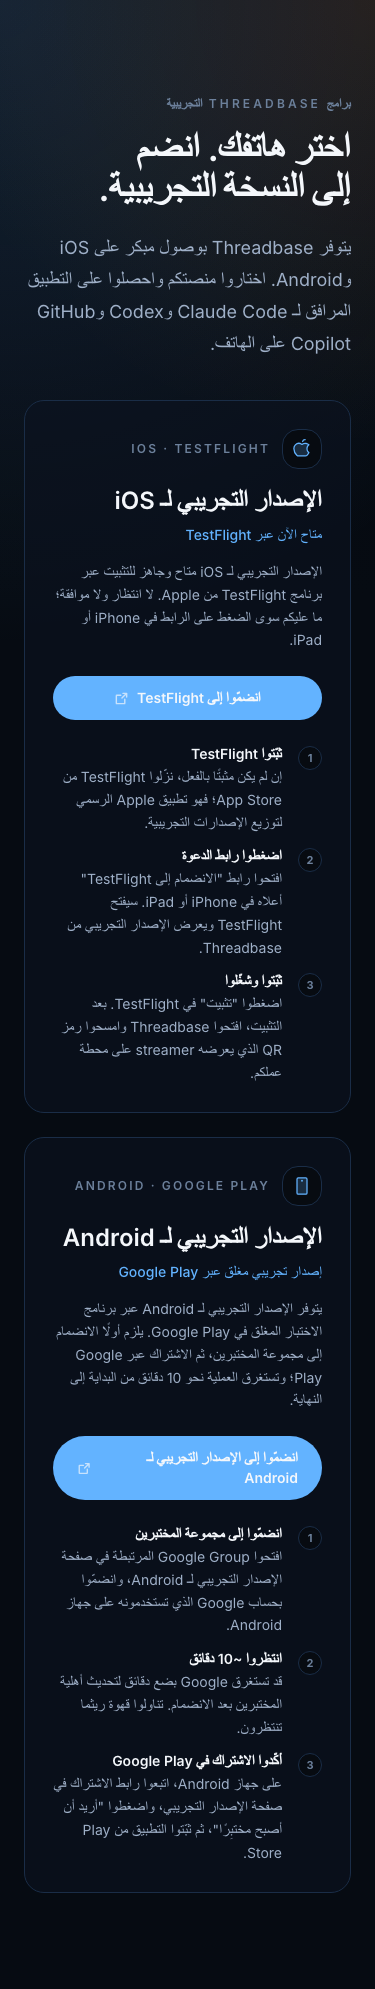 برامج THREADBASE التجريبية
اختر هاتفك. انضم
إلى النسخة التجريبية.
يتوفر Threadbase بوصول مبكر على iOS
وAndroid. اختاروا منصتكم واحصلوا على التطبيق
المرافق لـ Claude Code وCodex وGitHub
Copilot على الهاتف.
IOS · TESTFLIGHT
الإصدار التجريبي لـ iOS
متاح الآن عبر TestFlight
الإصدار التجريبي لـ iOS متاح وجاهز للتثبيت عبر
برنامج TestFlight من Apple. لا انتظار ولا موافقة؛
ما عليكم سوى الضغط على الرابط في iPhone أو
iPad.
انضمّوا إلى TestFlight
1
ثبّتوا TestFlight
إن لم يكن مثبتًا بالفعل، نزّلوا TestFlight من
App Store؛ فهو تطبيق Apple الرسمي
لتوزيع الإصدارات التجريبية.
2
اضغطوا رابط الدعوة
افتحوا رابط "الانضمام إلى TestFlight"
أعلاه في iPhone أو iPad. سيفتح
TestFlight ويعرض الإصدار التجريبي من
Threadbase.
3
ثبّتوا وشغّلوا
اضغطوا "تثبيت" في TestFlight. بعد
التثبيت، افتحوا Threadbase وامسحوا رمز
QR الذي يعرضه streamer على محطة
عملكم.
ANDROID · GOOGLE PLAY
الإصدار التجريبي لـ Android
إصدار تجريبي مغلق عبر Google Play
يتوفر الإصدار التجريبي لـ Android عبر برنامج
الاختبار المغلق في Google Play. يلزم أولًا الانضمام
إلى مجموعة المختبرين، ثم الاشتراك عبر Google
Play؛ وتستغرق العملية نحو 10 دقائق من البداية إلى
النهاية.
انضمّوا إلى الإصدار التجريبي لـ
Android
1
انضمّوا إلى مجموعة المختبرين
افتحوا Google Group المرتبطة في صفحة
الإصدار التجريبي لـ Android، وانضمّوا
بحساب Google الذي تستخدمونه على جهاز
Android.
2
انتظروا ~10 دقائق
قد تستغرق Google بضع دقائق لتحديث أهلية
المختبرين بعد الانضمام. تناولوا قهوة ريثما
تنتظرون.
3
أكّدوا الاشتراك في Google Play
على جهاز Android، اتبعوا رابط الاشتراك في
صفحة الإصدار التجريبي، واضغطوا "أريد أن
أصبح مختبِرًا"، ثم ثبّتوا التطبيق من Play
Store.